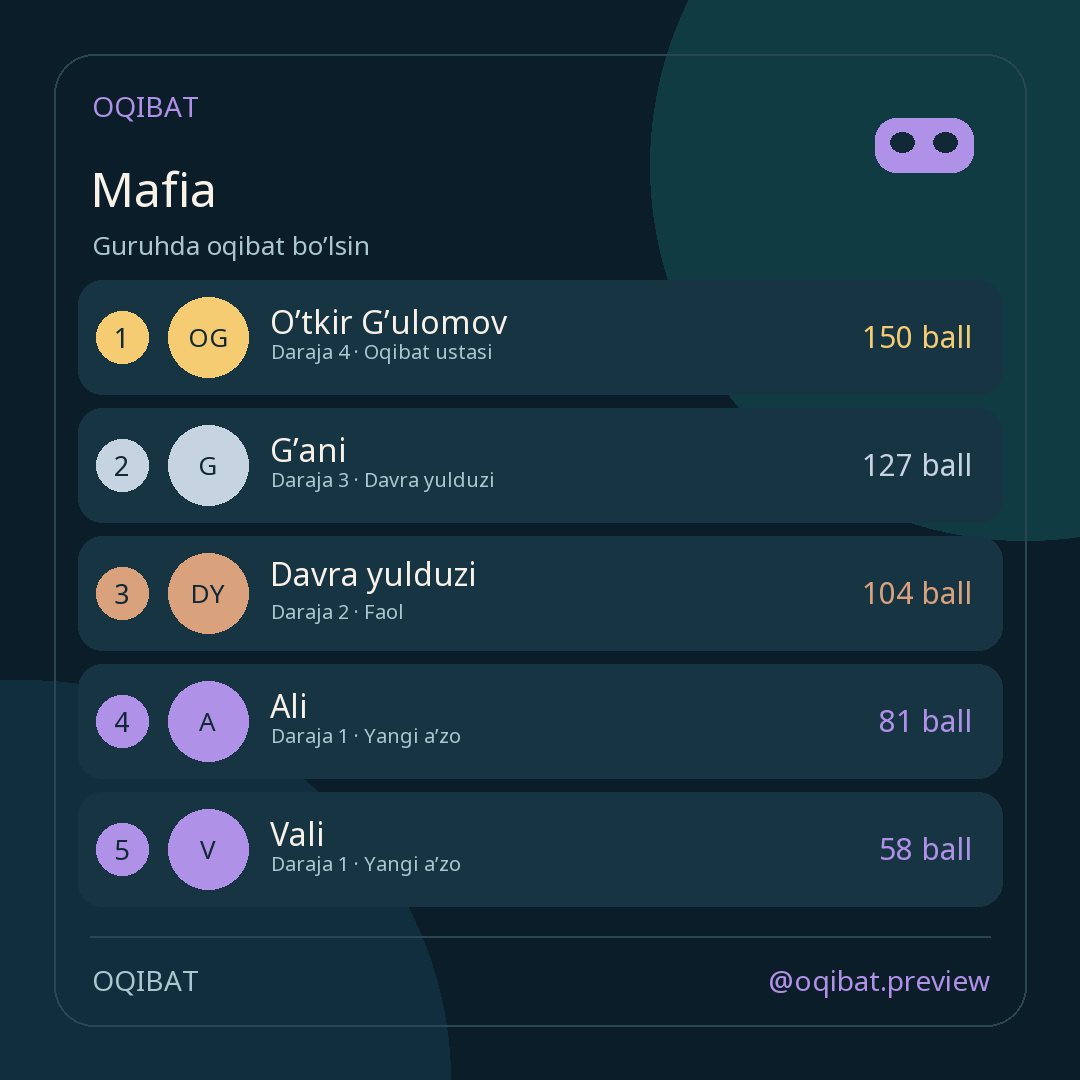 OQIBAT
Mafia
Guruhda oqibat bo’lsin
1 OG O’tkir G’ulomov 150 ball
Daraja 4 · Oqibat ustasi
2 G G’ani 127 ball
Daraja 3 · Davra yulduzi
3 DY Davra yulduzi 104 ball
Daraja 2 · Faol
4 A Ali 81 ball
Daraja 1 · Yangi a’zo
5 V Vali 58 ball
Daraja 1 · Yangi a’zo
OQIBAT @oqibat.preview